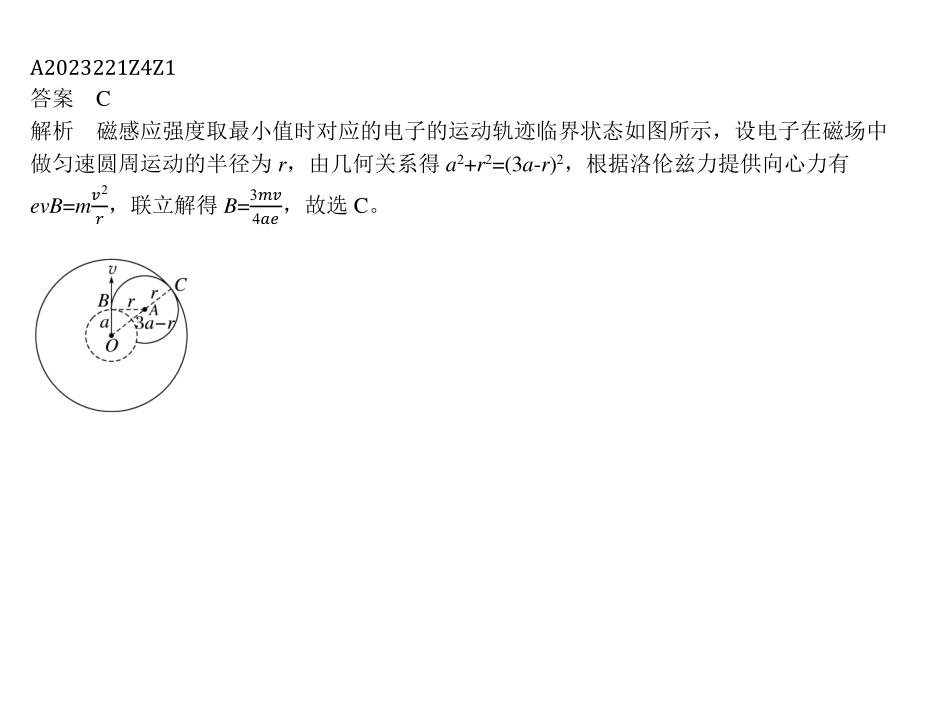 A2023221Z4Z1
答案 C
解析 磁感应强度取最小值时对应的电子的运动轨迹临界状态如图所示，设电子在磁场中
做匀速圆周运动的半径为 r，由几何关系得 a²+r²=(3a-r)²，根据洛伦兹力提供向心力有
evB=m\frac{v²}{r}，联立解得 B=\frac{3mv}{4ae}，故选 C。
v
C
B r r
A
a 3a−r
O